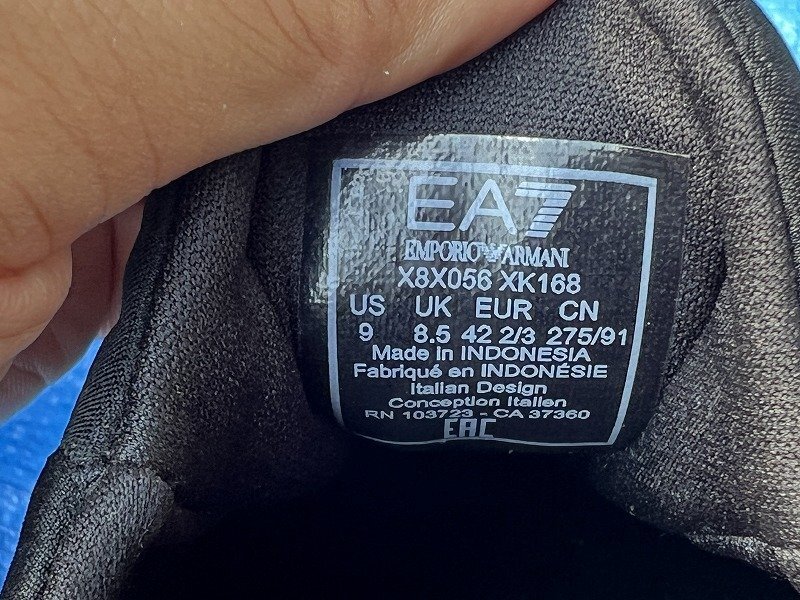 EA7
EMPORIO ARMANI
X8X056 XK168
US UK EUR CN
9 8.5 42 2/3 275/91
Made in INDONESIA
Fabriqué en INDONÉSIE
Italian Design
Conception Italien
RN 103723 - CA 37360
EAC